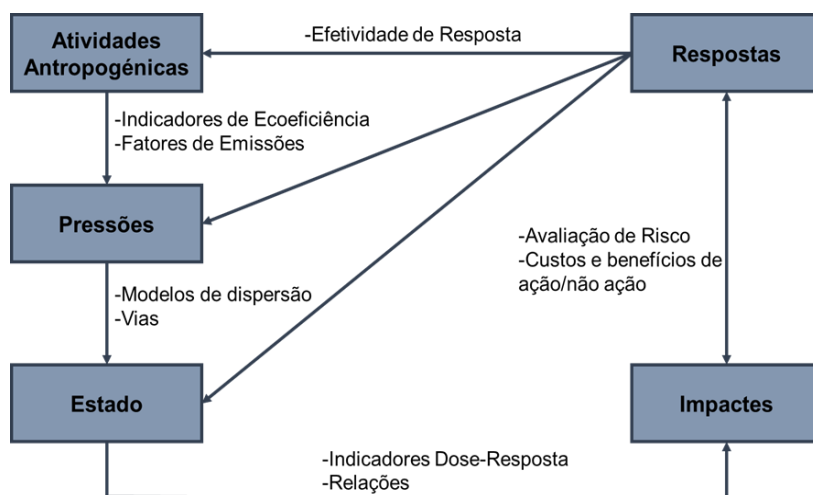 Atividades
Antropogénicas
-Efetividade de Resposta
Respostas
-Indicadores de Ecoeficiência
-Fatores de Emissões
Pressões
-Avaliação de Risco
-Custos e benefícios de
ação/não ação
-Modelos de dispersão
-Vias
Estado
Impactes
-Indicadores Dose-Resposta
-Relações